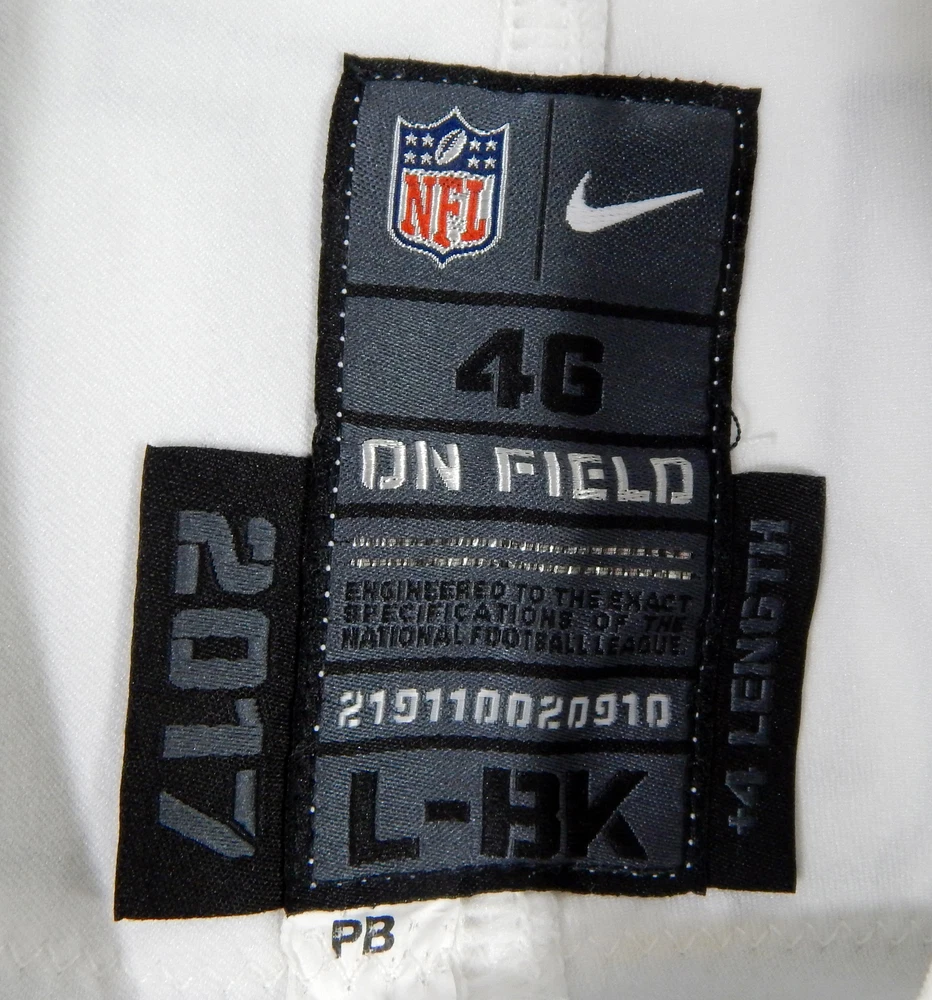 NFL
46
ON FIELD
ENGINEERED TO THE EXACT
SPECIFICATIONS OF THE
NATIONAL FOOTBALL LEAGUE.
219110020910
L-BK
2017
+4 LENGTH
PB